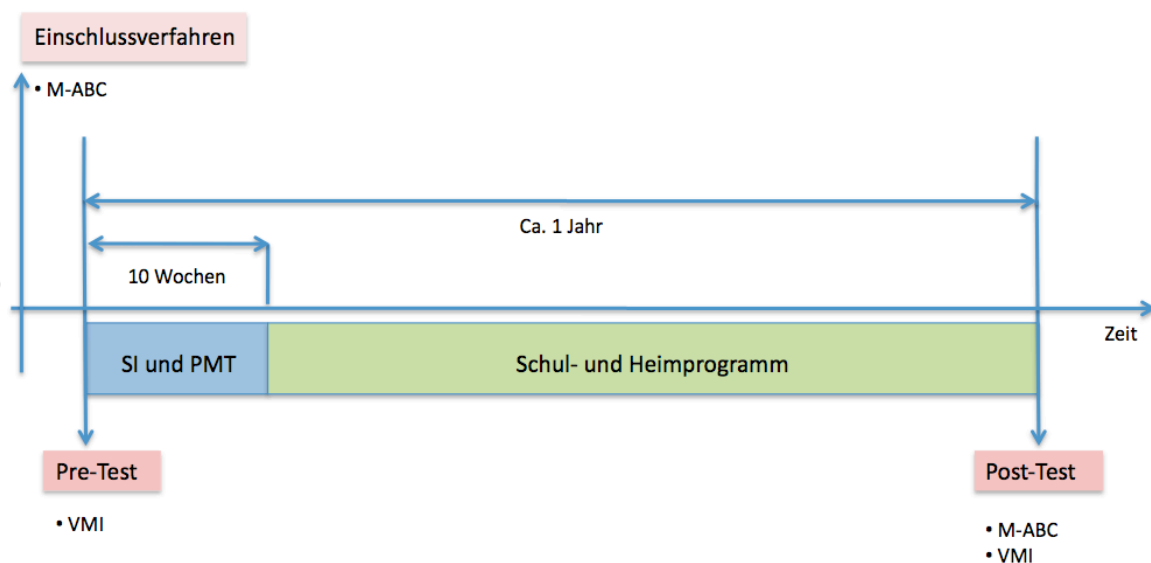 Einschlussverfahren
• M-ABC
Ca. 1 Jahr
10 Wochen
Zeit
SI und PMT
Schul- und Heimprogramm
Pre-Test
• VMI
Post-Test
• M-ABC
• VMI